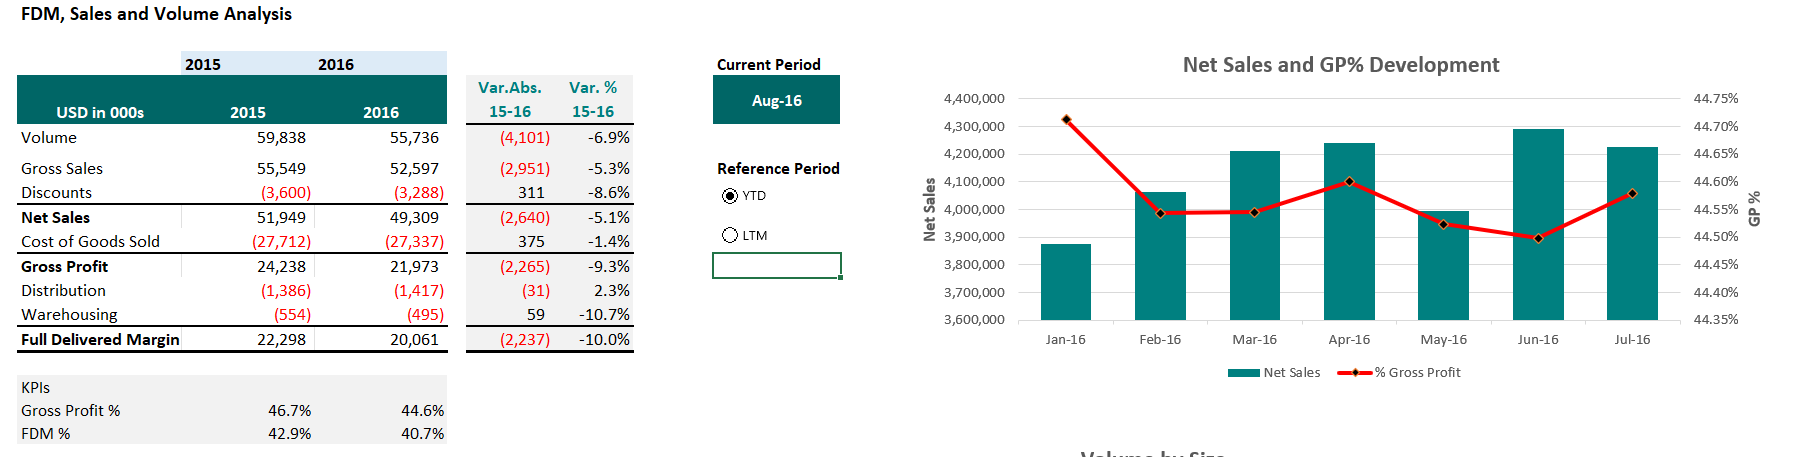 FDM, Sales and Volume Analysis
2015 2016
USD in 000s 2015 2016 Var.Abs. 15-16 Var. % 15-16
Volume 59,838 55,736 (4,101) -6.9%
Gross Sales 55,549 52,597 (2,951) -5.3%
Discounts (3,600) (3,288) 311 -8.6%
Net Sales 51,949 49,309 (2,640) -5.1%
Cost of Goods Sold (27,712) (27,337) 375 -1.4%
Gross Profit 24,238 21,973 (2,265) -9.3%
Distribution (1,386) (1,417) (31) 2.3%
Warehousing (554) (495) 59 -10.7%
Full Delivered Margin 22,298 20,061 (2,237) -10.0%
KPIs
Gross Profit % 46.7% 44.6%
FDM % 42.9% 40.7%
Current Period
Aug-16
Reference Period
YTD
LTM
Net Sales and GP% Development
Net Sales
4,400,000
4,300,000
4,200,000
4,100,000
4,000,000
3,900,000
3,800,000
3,700,000
3,600,000
44.75%
44.70%
44.65%
44.60%
44.55%
44.50%
44.45%
44.40%
44.35%
GP %
Jan-16 Feb-16 Mar-16 Apr-16 May-16 Jun-16 Jul-16
Net Sales % Gross Profit
Volume by Size